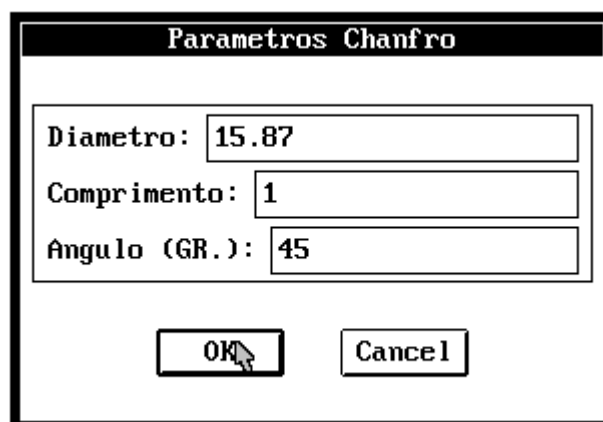 Parametros Chanfro
Diametro: 15.87
Comprimento: 1
Angulo (GR.): 45
OK Cancel